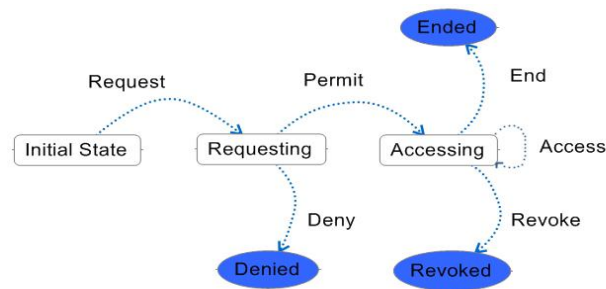 Ended
Request
Permit
End
Initial State
Requesting
Accessing
Access
Deny
Revoke
Denied
Revoked